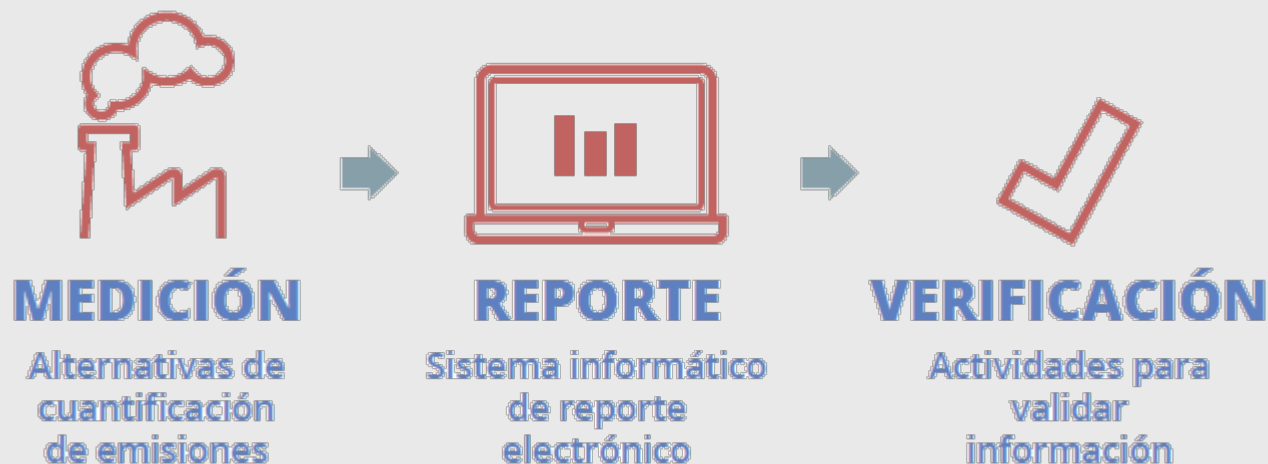 MEDICIÓN
Alternativas de
cuantificación
de emisiones
REPORTE
Sistema informático
de reporte
electrónico
VERIFICACIÓN
Actividades para
validar
información